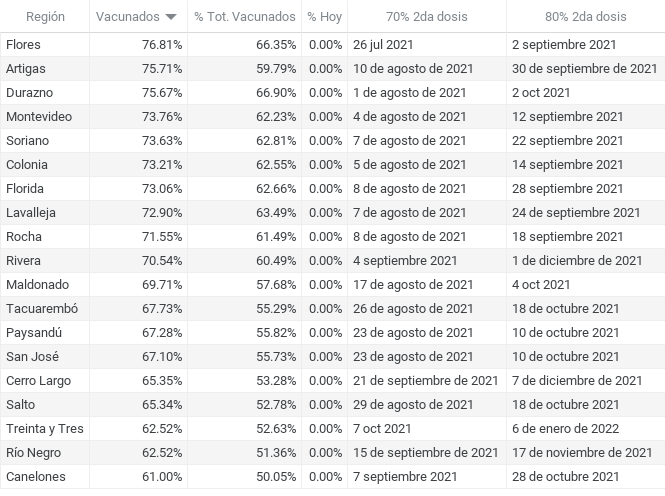 Región Vacunados % Tot. Vacunados % Hoy 70% 2da dosis 80% 2da dosis
Flores 76.81% 66.35% 0.00% 26 jul 2021 2 septiembre 2021
Artigas 75.71% 59.79% 0.00% 10 de agosto de 2021 30 de septiembre de 2021
Durazno 75.67% 66.90% 0.00% 1 de agosto de 2021 2 oct 2021
Montevideo 73.76% 62.23% 0.00% 4 de agosto de 2021 12 septiembre 2021
Soriano 73.63% 62.81% 0.00% 7 de agosto de 2021 22 septiembre 2021
Colonia 73.21% 62.55% 0.00% 5 de agosto de 2021 14 septiembre 2021
Florida 73.06% 62.66% 0.00% 8 de agosto de 2021 28 septiembre 2021
Lavalleja 72.90% 63.49% 0.00% 7 de agosto de 2021 24 de septiembre 2021
Rocha 71.55% 61.49% 0.00% 8 de agosto de 2021 18 septiembre 2021
Rivera 70.54% 60.49% 0.00% 4 septiembre 2021 1 de diciembre de 2021
Maldonado 69.71% 57.68% 0.00% 17 de agosto de 2021 4 oct 2021
Tacuarembó 67.73% 55.29% 0.00% 26 de agosto de 2021 18 de octubre 2021
Paysandú 67.28% 55.82% 0.00% 23 de agosto de 2021 10 de octubre 2021
San José 67.10% 55.73% 0.00% 23 de agosto de 2021 10 de octubre 2021
Cerro Largo 65.35% 53.28% 0.00% 21 de septiembre de 2021 7 de diciembre de 2021
Salto 65.34% 52.78% 0.00% 29 de agosto de 2021 18 de octubre 2021
Treinta y Tres 62.52% 52.63% 0.00% 7 oct 2021 6 de enero de 2022
Río Negro 62.52% 51.36% 0.00% 15 de septiembre de 2021 17 de noviembre de 2021
Canelones 61.00% 50.05% 0.00% 7 septiembre 2021 28 de octubre 2021